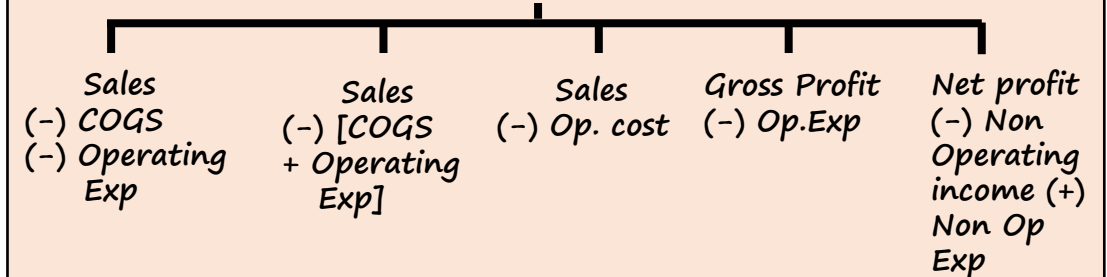 Sales
(-) COGS
(-) Operating
Exp
Sales
(-) [COGS
+ Operating
Exp]
Sales
(-) Op. cost
Gross Profit
(-) Op.Exp
Net profit
(-) Non
Operating
income (+)
Non Op
Exp